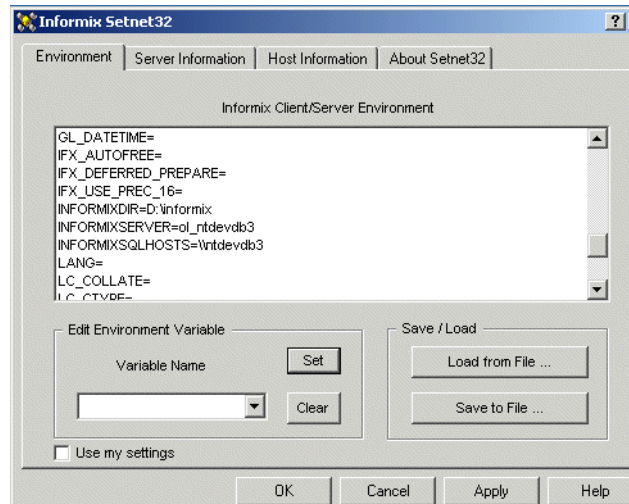 Informix Setnet32
?
Environment
Server Information
Host Information
About Setnet32
Informix Client/Server Environment
GL_DATETIME=
IFX_AUTOFREE=
IFX_DEFERRED_PREPARE=
IFX_USE_PREC_16=
INFORMIXDIR=D:\informix
INFORMIXSERVER=ol_ntdevdb3
INFORMIXSQLHOSTS=\\ntdevdb3
LANG=
LC_COLLATE=
LC_CTYPE=
Edit Environment Variable
Variable Name
Set
Clear
Save / Load
Load from File ...
Save to File ...
Use my settings
OK
Cancel
Apply
Help